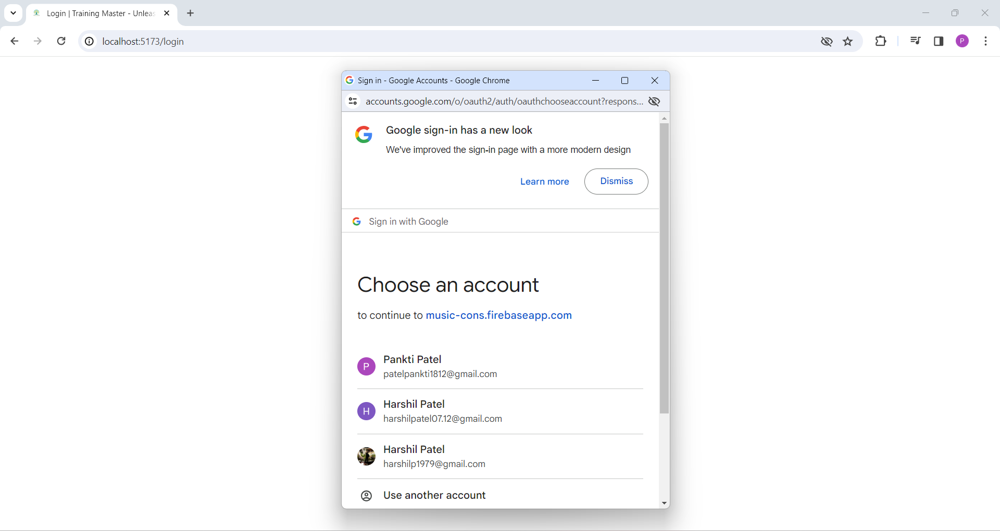 Login | Training Master - Unleas
localhost:5173/login
P
Sign in - Google Accounts - Google Chrome
accounts.google.com/o/oauth2/auth/oauthchooseaccount?respons...
Google sign-in has a new look
We've improved the sign-in page with a more modern design
Learn more
Dismiss
Sign in with Google
Choose an account
to continue to music-cons.firebaseapp.com
P
Pankti Patel
patelpankti1812@gmail.com
H
Harshil Patel
harshilpatel07.12@gmail.com
Harshil Patel
harshilp1979@gmail.com
Use another account